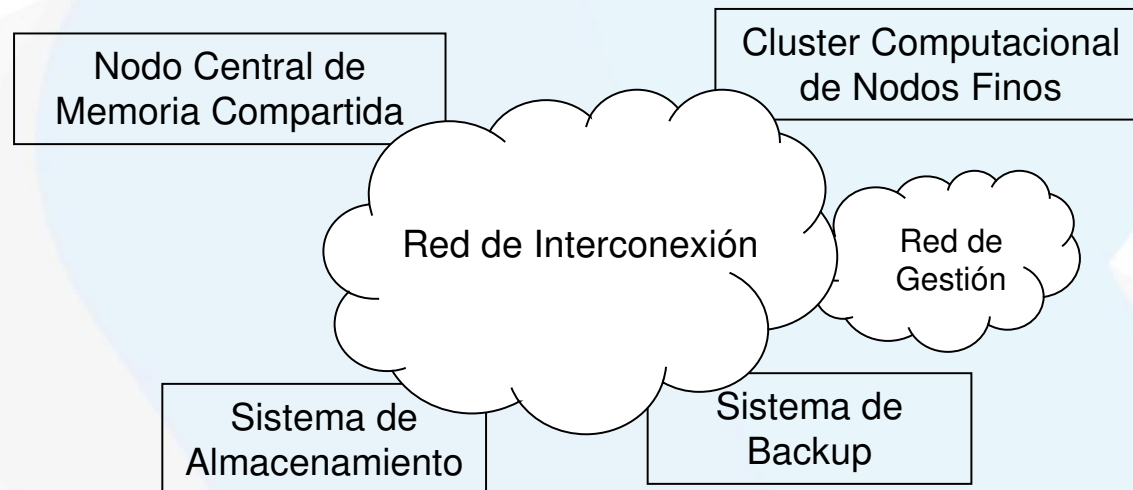 Nodo Central de
Memoria Compartida
Cluster Computacional
de Nodos Finos
Red de Interconexión
Red de
Gestión
Sistema de
Almacenamiento
Sistema de
Backup